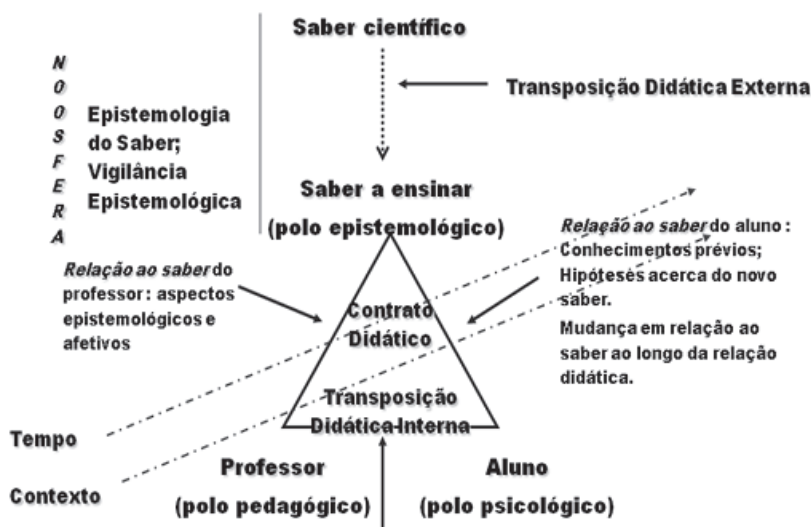 Saber científico
Transposição Didática Externa
N
O
O
S
F
E
R
A
Epistemologia
do Saber;
Vigilância
Epistemológica
Saber a ensinar
(polo epistemológico)
Relação ao saber do
professor : aspectos
epistemológicos e
afetivos
Relação ao saber do aluno :
Conhecimentos prévios;
Hipóteses acerca do novo
saber.
Mudança em relação ao
saber ao longo da relação
didática.
Contrato
Didático
Transposição
Didática Interna
Tempo
Contexto
Professor
(polo pedagógico)
Aluno
(polo psicológico)